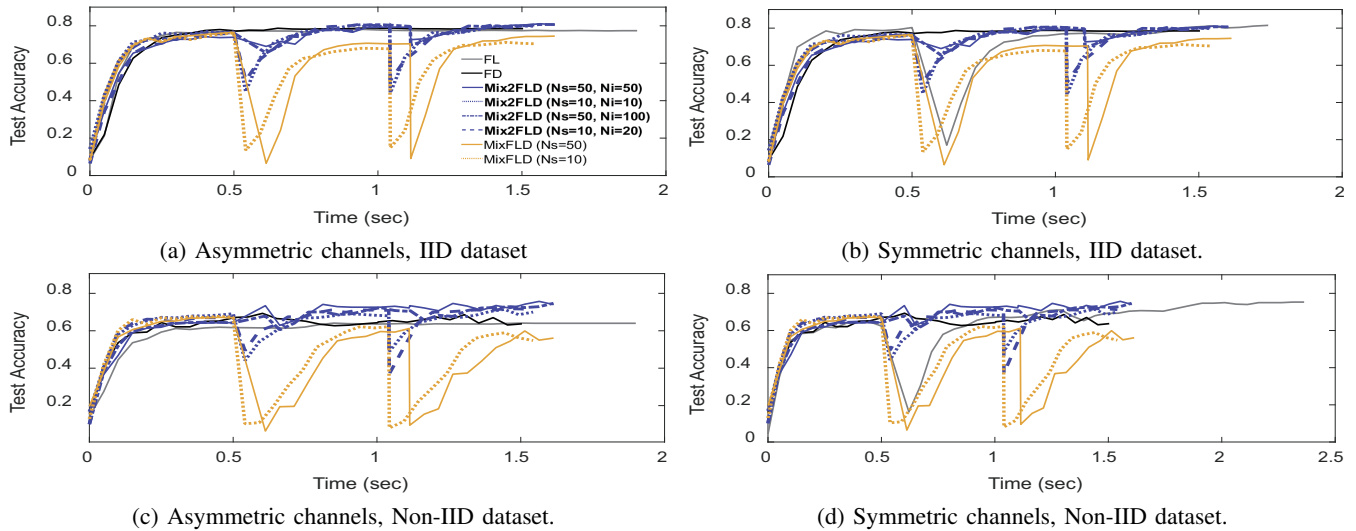 0.8
0.6
0.4
0.2
0
Test Accuracy
0 0.5 1 1.5 2
Time (sec)
FL
FD
Mix2FLD (Ns=50, Ni=50)
Mix2FLD (Ns=10, Ni=10)
Mix2FLD (Ns=50, Ni=100)
Mix2FLD (Ns=10, Ni=20)
MixFLD (Ns=50)
MixFLD (Ns=10)
(a) Asymmetric channels, IID dataset
0.8
0.6
0.4
0.2
0
Test Accuracy
0 0.5 1 1.5 2
Time (sec)
(b) Symmetric channels, IID dataset.
0.8
0.6
0.4
0.2
Test Accuracy
0 0.5 1 1.5 2
Time (sec)
(c) Asymmetric channels, Non-IID dataset.
0.8
0.6
0.4
0.2
0
Test Accuracy
0 0.5 1 1.5 2 2.5
Time (sec)
(d) Symmetric channels, Non-IID dataset.